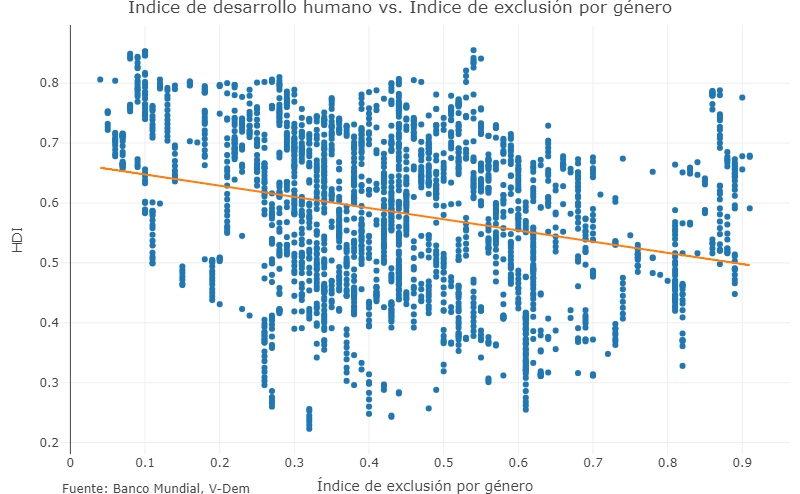 Índice de desarrollo humano vs. Índice de exclusión por género
0.8
0.7
0.6
HDI
0.5
0.4
0.3
0.2
0 0.1 0.2 0.3 0.4 0.5 0.6 0.7 0.8 0.9
Índice de exclusión por género
Fuente: Banco Mundial, V-Dem